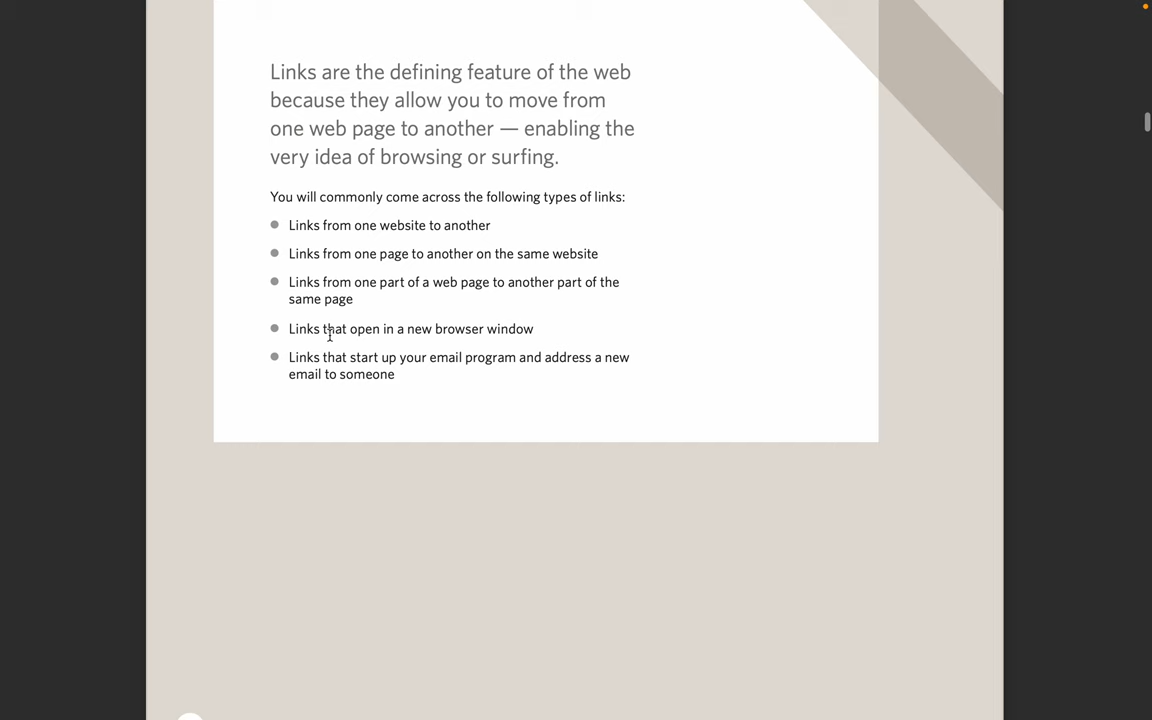 Links are the defining feature of the web
because they allow you to move from
one web page to another — enabling the
very idea of browsing or surfing.
You will commonly come across the following types of links:
Links from one website to another
Links from one page to another on the same website
Links from one part of a web page to another part of the
same page
Links that open in a new browser window
Links that start up your email program and address a new
email to someone